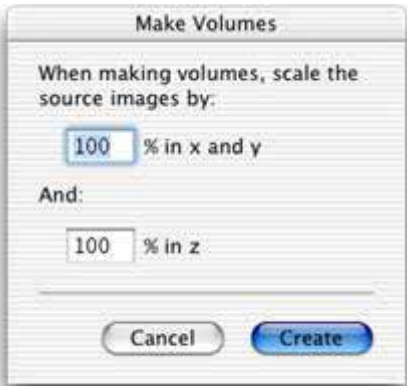 Make Volumes
When making volumes, scale the
source images by:
100 % in x and y
And:
100 % in z
Cancel Create